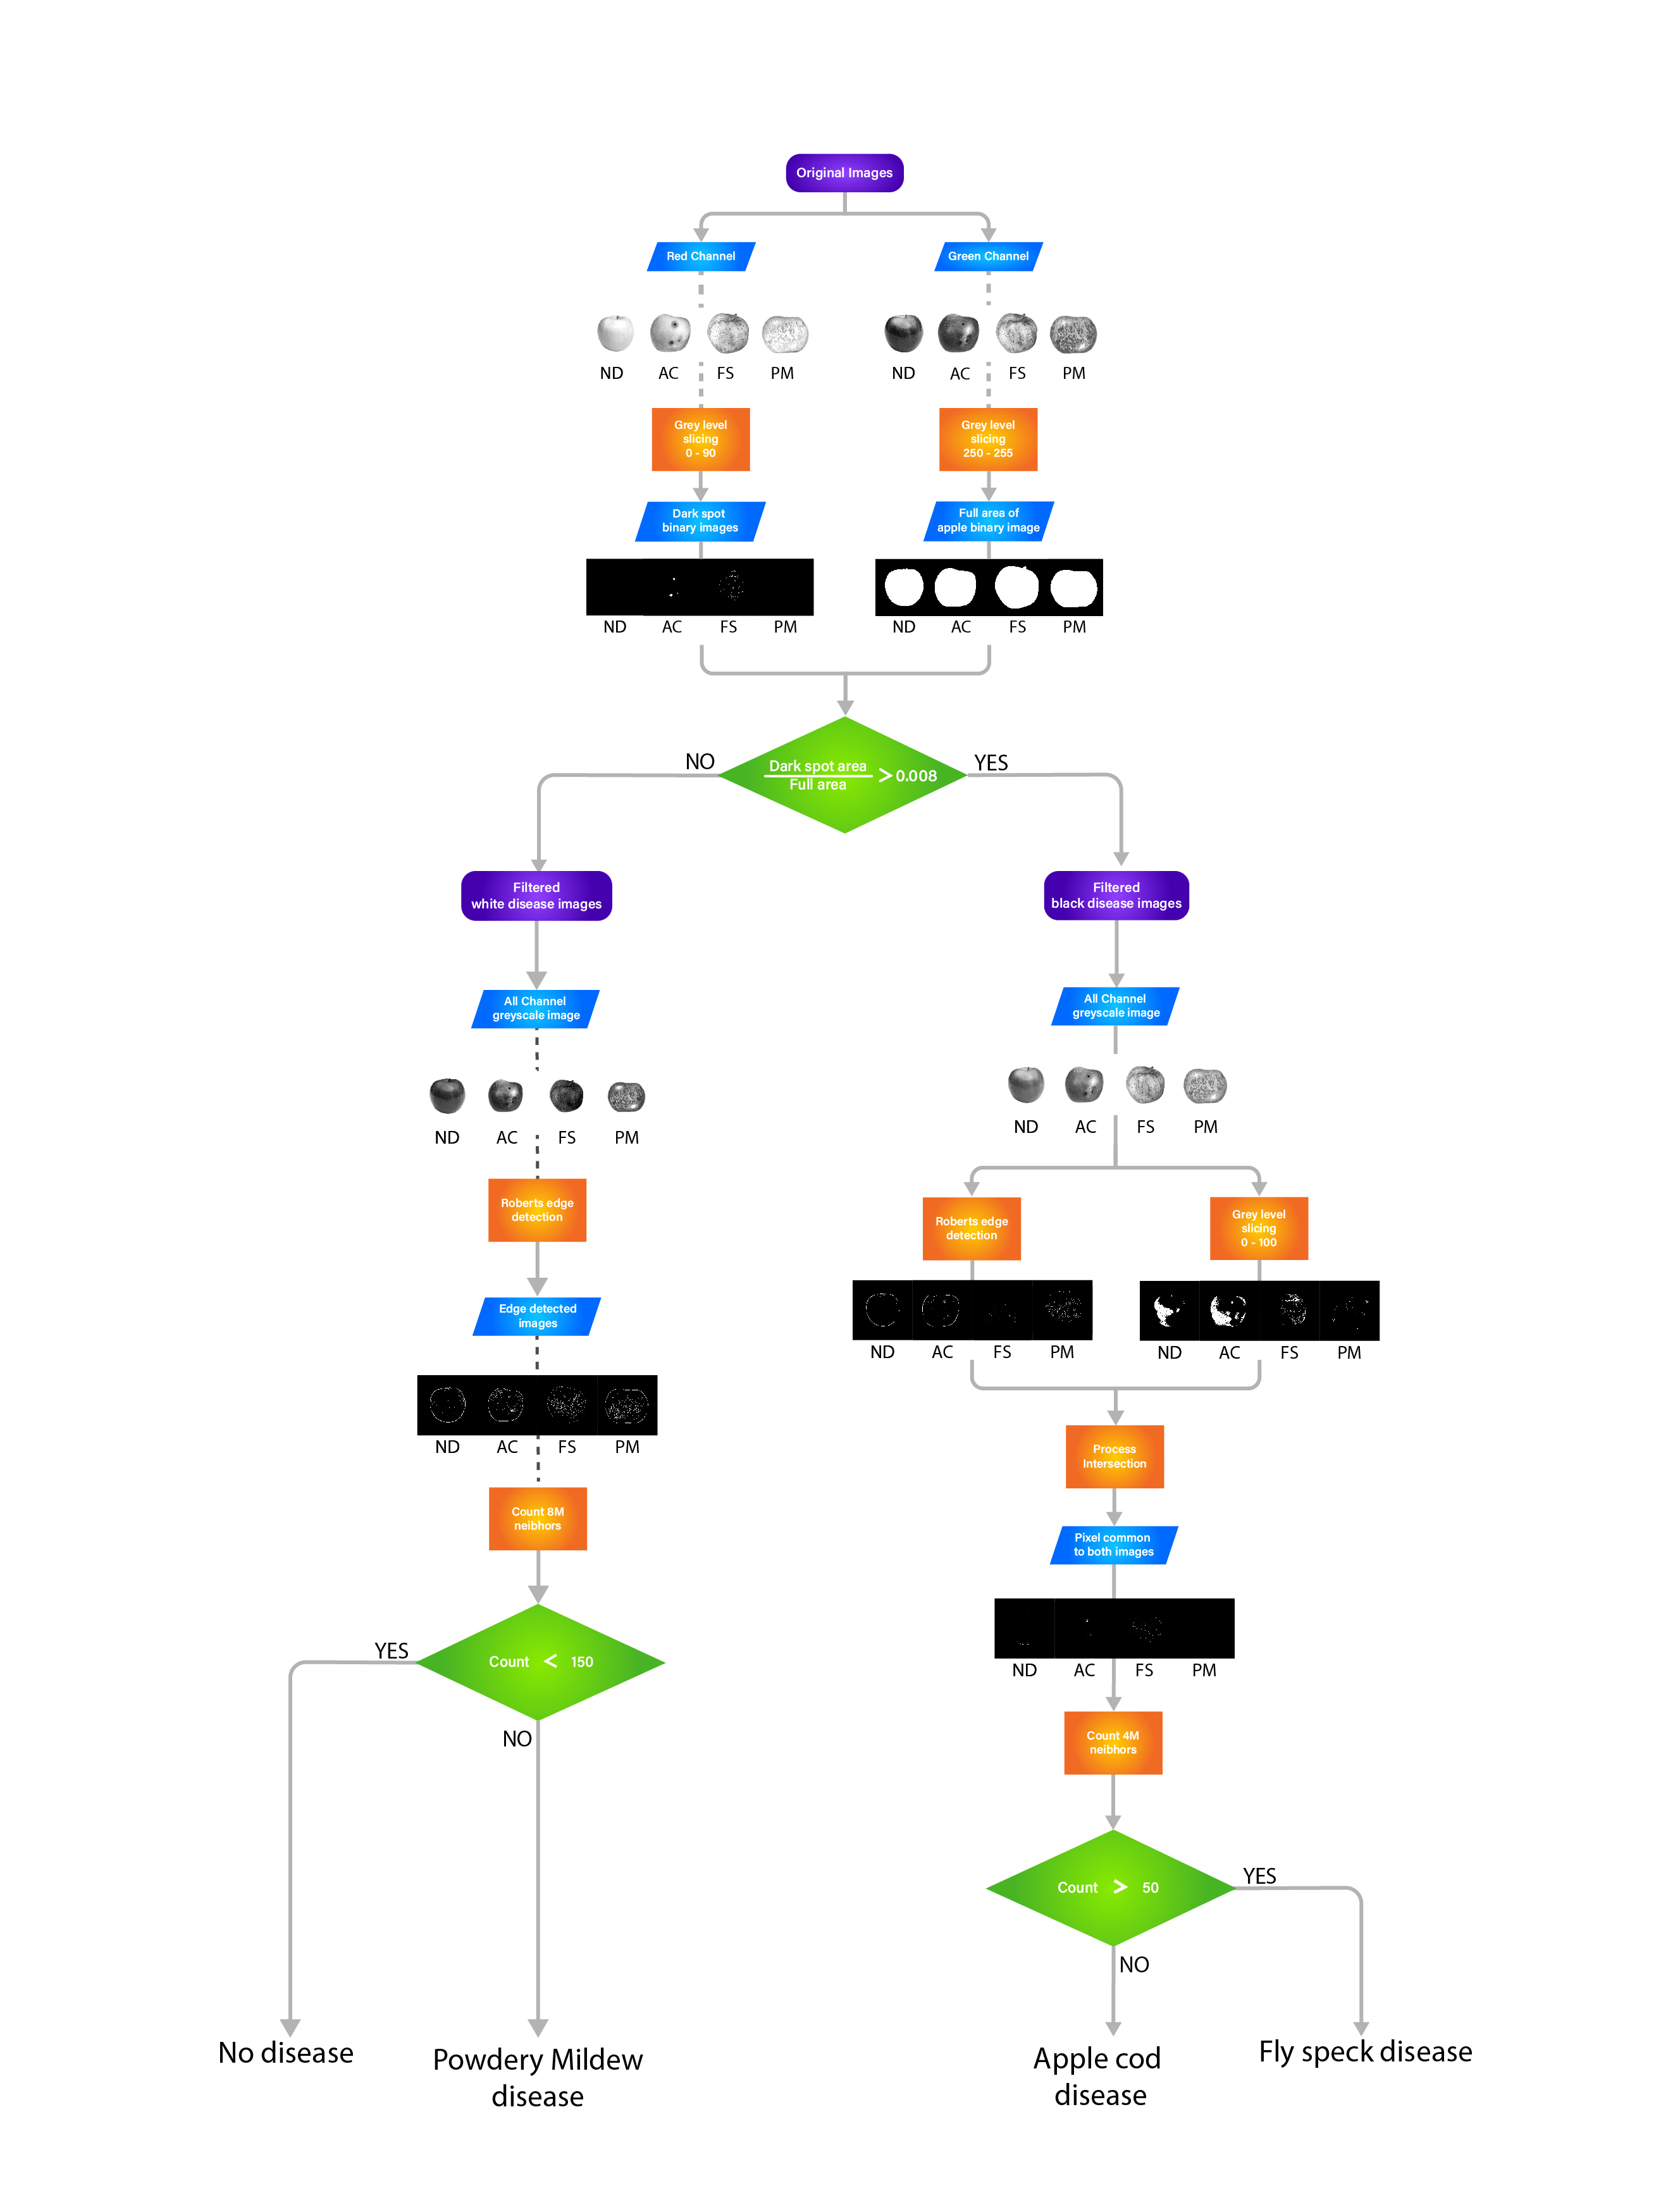 Original Images
Red Channel
Green Channel
ND AC FS PM
ND AC FS PM
Grey level
slicing
0 - 90
Grey level
slicing
250 - 255
Dark spot
binary images
Full area of
apple binary image
ND AC FS PM
ND AC FS PM
NO
Dark spot area
Full area
> 0.008
YES
Filtered
white disease images
Filtered
black disease images
All Channel
greyscale image
All Channel
greyscale image
ND AC FS PM
ND AC FS PM
Roberts edge
detection
Roberts edge
detection
Grey level
slicing
0 - 100
Edge detected
images
ND AC FS PM
ND AC FS PM
ND AC FS PM
Process
Intersection
Count 8M
neibhors
Pixel common
to both images
YES
Count < 150
NO
ND AC FS PM
Count 4M
neibhors
Count > 50
YES
NO
No disease
Powdery Mildew
disease
Apple cod
disease
Fly speck disease